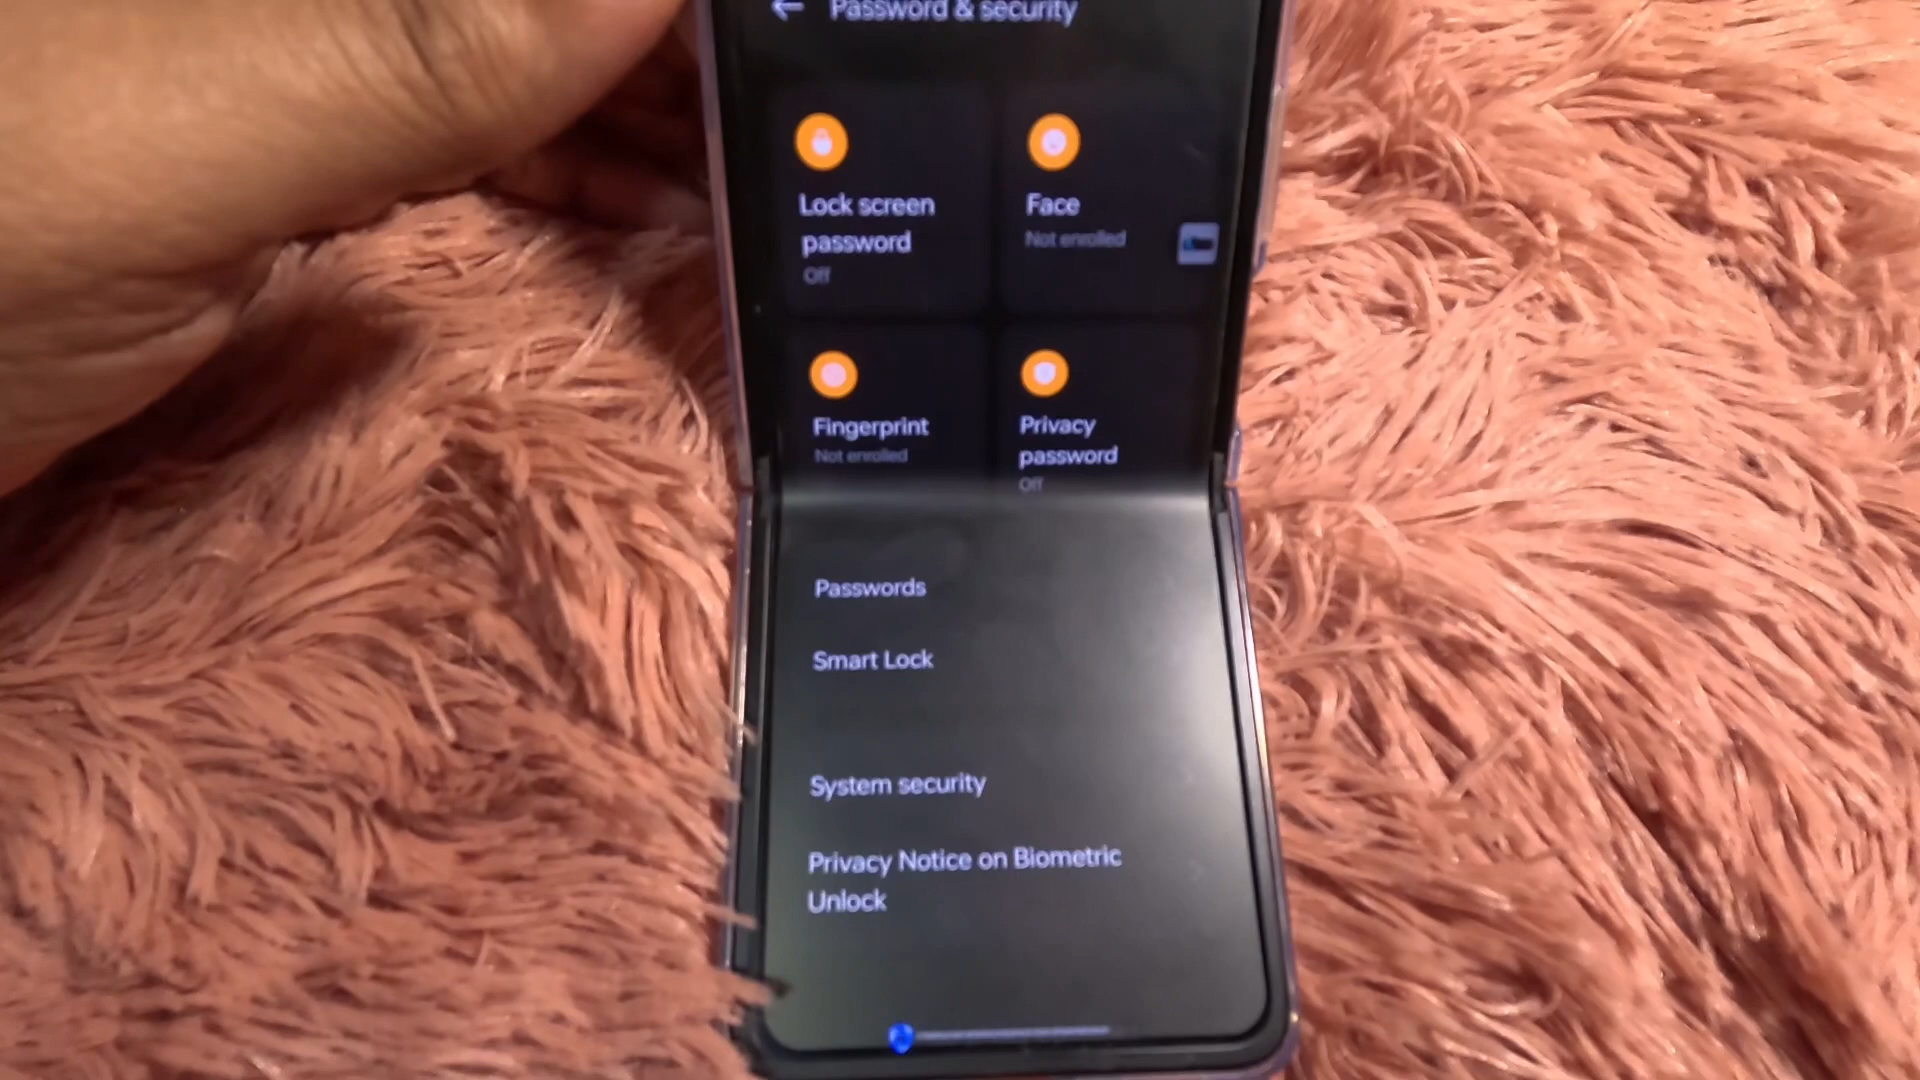 Password & security
Lock screen
password
Off
Face
Not enrolled
Fingerprint
Not enrolled
Privacy
password
Off
Passwords
Smart Lock
System security
Privacy Notice on Biometric
Unlock